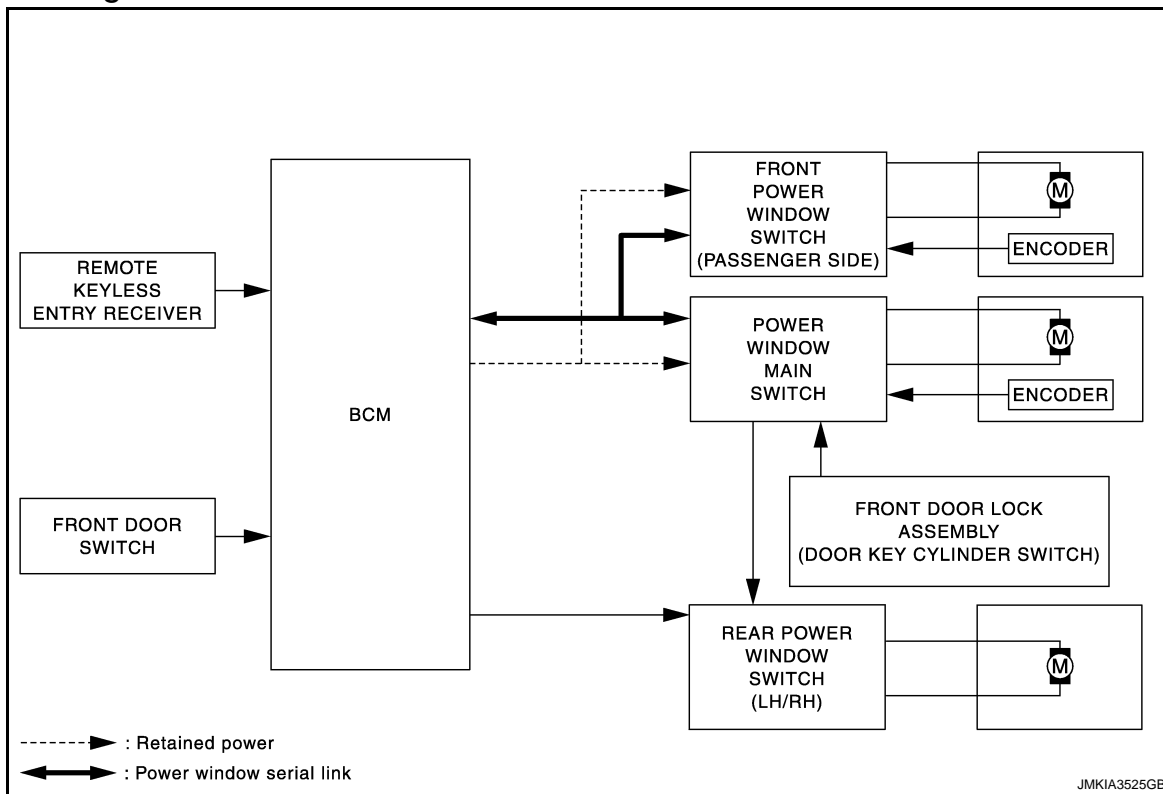 REMOTE
KEYLESS
ENTRY RECEIVER
FRONT DOOR
SWITCH
BCM
FRONT
POWER
WINDOW
SWITCH
(PASSENGER SIDE)
M
ENCODER
POWER
WINDOW
MAIN
SWITCH
M
ENCODER
FRONT DOOR LOCK
ASSEMBLY
(DOOR KEY CYLINDER SWITCH)
REAR POWER
WINDOW
SWITCH
(LH/RH)
M
: Retained power
: Power window serial link
JMKIA3525GB